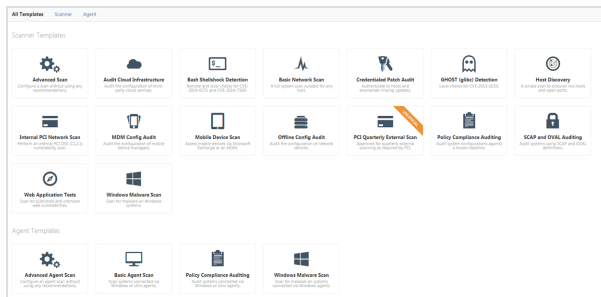 All Templates Scanner Agent
Scanner Templates
Advanced Scan
Configure a scan without using any
recommendations.
Audit Cloud Infrastructure
Audit the configuration of third-
party cloud services.
Bash Shellshock Detection
Remote and local checks for CVE-
2014-6271 and CVE-2014-7169.
Basic Network Scan
A full system scan suitable for any
host.
Credentialed Patch Audit
Authenticate to hosts and
enumerate missing updates.
GHOST (glibc) Detection
Local checks for CVE-2015-0235.
Host Discovery
A simple scan to discover live hosts
and open ports.
Internal PCI Network Scan
Perform an internal PCI DSS (11.2.1)
vulnerability scan.
MDM Config Audit
Audit the configuration of mobile
device managers.
Mobile Device Scan
Assess mobile devices via Microsoft
Exchange or an MDM.
Offline Config Audit
Audit the configuration of network
devices.
PCI Quarterly External Scan
Approved for quarterly external
scanning as required by PCI.
Policy Compliance Auditing
Audit system configurations against
a known baseline.
SCAP and OVAL Auditing
Audit systems using SCAP and OVAL
definitions.
Web Application Tests
Scan for published and unknown
web vulnerabilities.
Windows Malware Scan
Scan for malware on Windows
systems.
Agent Templates
Advanced Agent Scan
Configure an agent scan without
using any recommendations.
Basic Agent Scan
Scan systems connected via
Windows or Linux agents.
Policy Compliance Auditing
Audit systems connected via
Windows or Linux agents.
Windows Malware Scan
Scan for malware on systems
connected via Windows agents.